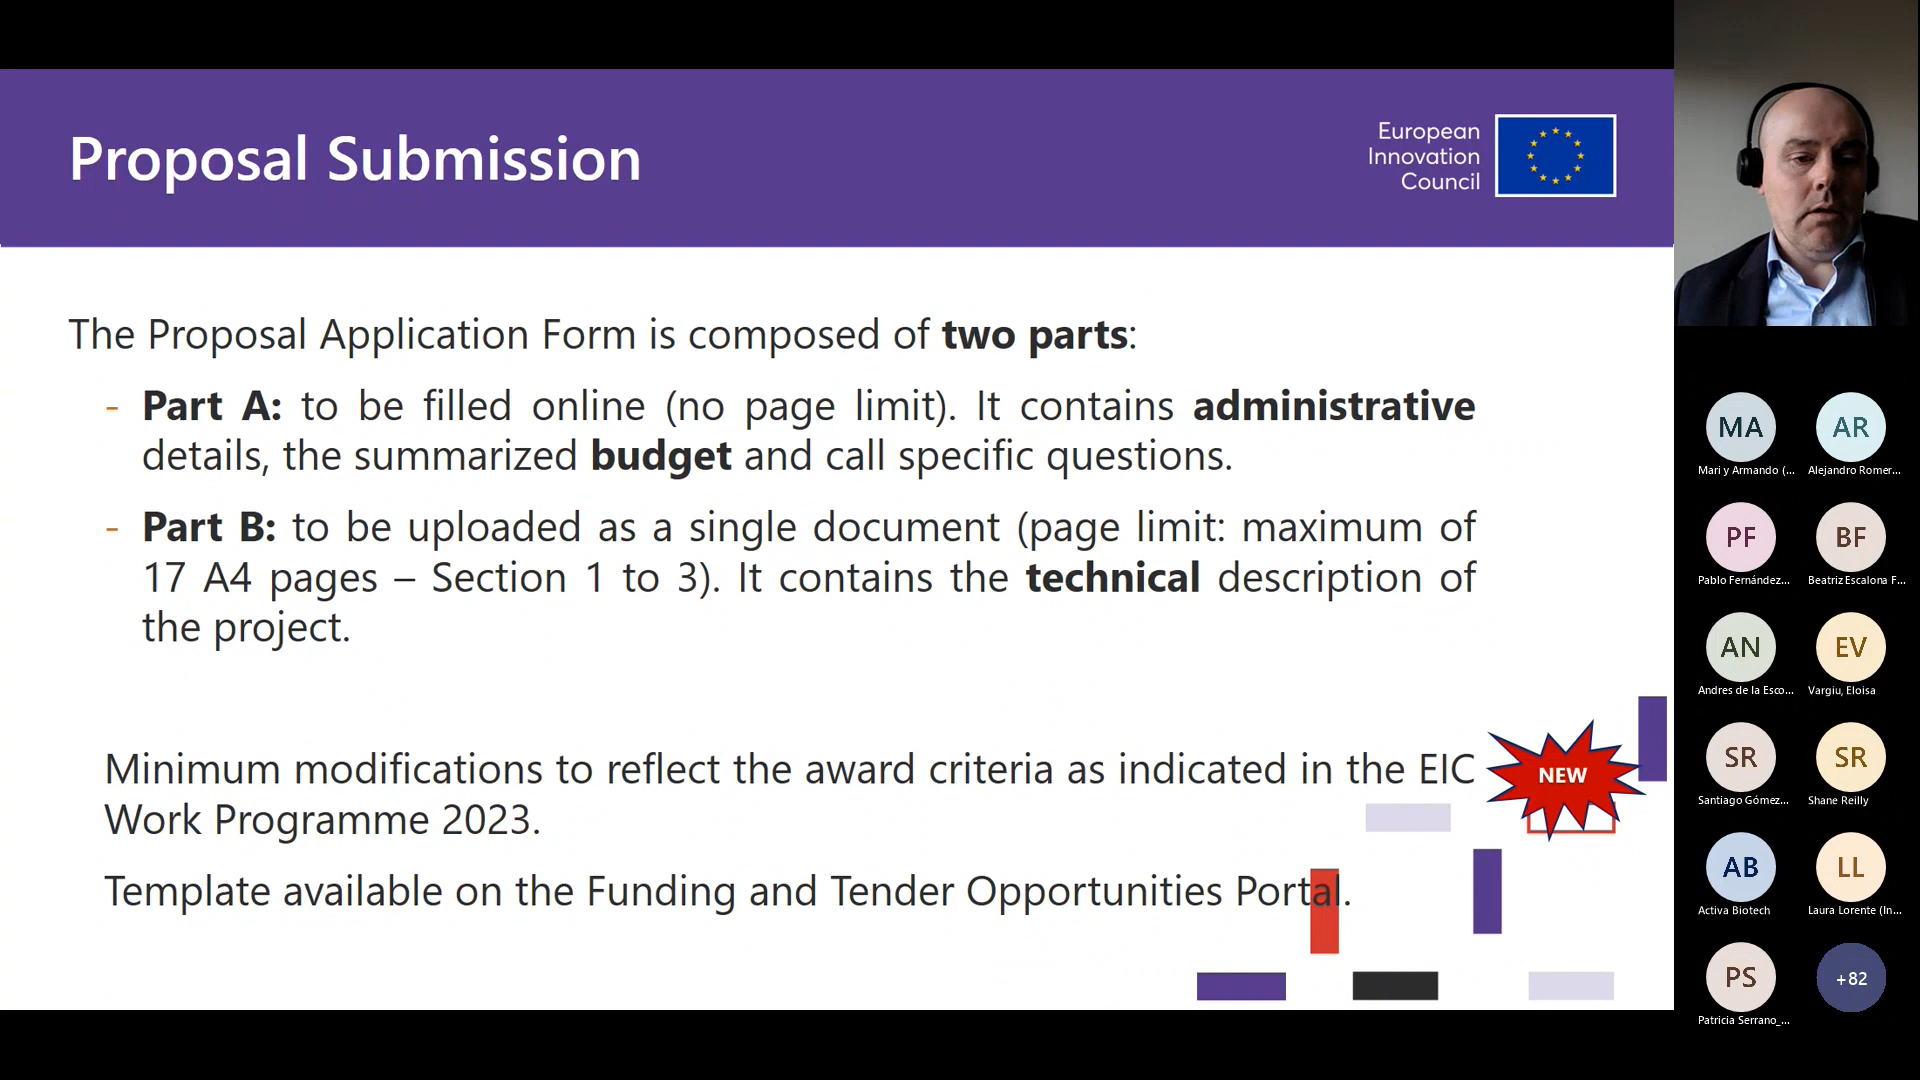 Proposal Submission
European
Innovation
Council
The Proposal Application Form is composed of two parts:
- Part A: to be filled online (no page limit). It contains administrative
details, the summarized budget and call specific questions.
- Part B: to be uploaded as a single document (page limit: maximum of
17 A4 pages – Section 1 to 3). It contains the technical description of
the project.
Minimum modifications to reflect the award criteria as indicated in the EIC
Work Programme 2023.
NEW
Template available on the Funding and Tender Opportunities Portal.
MA
AR
Mari y Armando (...
Alejandro Romer...
PF
BF
Pablo Fernández...
Beatriz Escalona F...
AN
EV
Andres de la Esco...
Vargiu, Eloisa
SR
SR
Santiago Gómez...
Shane Reilly
AB
LL
Activa Biotech
Laura Lorente (In...
PS
+82
Patricia Serrano_...